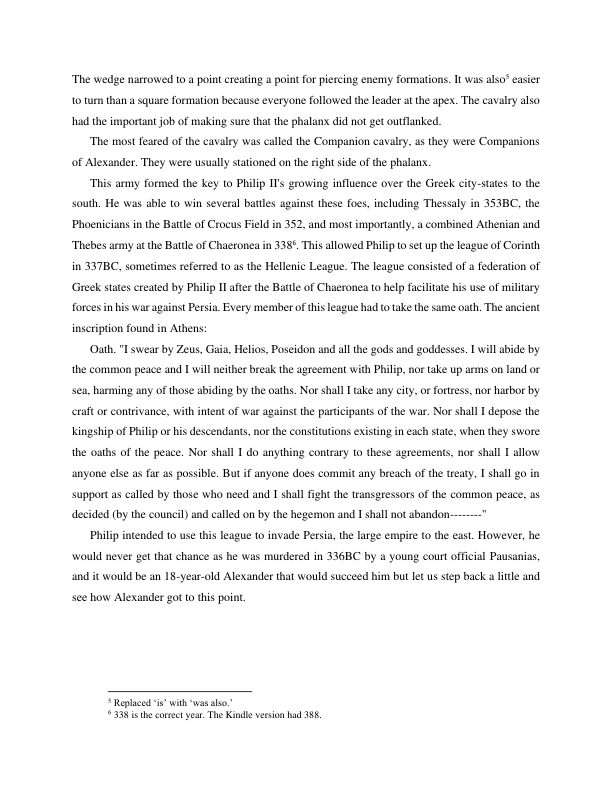 The wedge narrowed to a point creating a point for piercing enemy formations. It was also⁵ easier
to turn than a square formation because everyone followed the leader at the apex. The cavalry also
had the important job of making sure that the phalanx did not get outflanked.
The most feared of the cavalry was called the Companion cavalry, as they were Companions
of Alexander. They were usually stationed on the right side of the phalanx.
This army formed the key to Philip II's growing influence over the Greek city-states to the
south. He was able to win several battles against these foes, including Thessaly in 353BC, the
Phoenicians in the Battle of Crocus Field in 352, and most importantly, a combined Athenian and
Thebes army at the Battle of Chaeronea in 338⁶. This allowed Philip to set up the league of Corinth
in 337BC, sometimes referred to as the Hellenic League. The league consisted of a federation of
Greek states created by Philip II after the Battle of Chaeronea to help facilitate his use of military
forces in his war against Persia. Every member of this league had to take the same oath. The ancient
inscription found in Athens:
Oath. "I swear by Zeus, Gaia, Helios, Poseidon and all the gods and goddesses. I will abide by
the common peace and I will neither break the agreement with Philip, nor take up arms on land or
sea, harming any of those abiding by the oaths. Nor shall I take any city, or fortress, nor harbor by
craft or contrivance, with intent of war against the participants of the war. Nor shall I depose the
kingship of Philip or his descendants, nor the constitutions existing in each state, when they swore
the oaths of the peace. Nor shall I do anything contrary to these agreements, nor shall I allow
anyone else as far as possible. But if anyone does commit any breach of the treaty, I shall go in
support as called by those who need and I shall fight the transgressors of the common peace, as
decided (by the council) and called on by the hegemon and I shall not abandon--------"
Philip intended to use this league to invade Persia, the large empire to the east. However, he
would never get that chance as he was murdered in 336BC by a young court official Pausanias,
and it would be an 18-year-old Alexander that would succeed him but let us step back a little and
see how Alexander got to this point.
⁵ Replaced ‘is’ with ‘was also.’
⁶ 338 is the correct year. The Kindle version had 388.